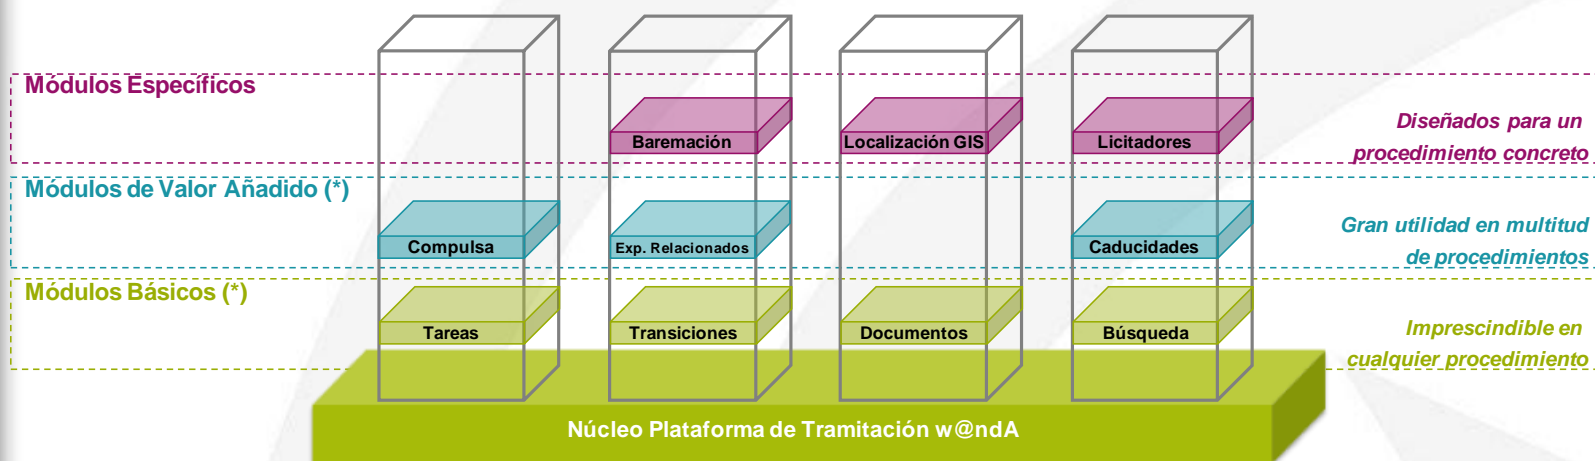 Módulos Específicos
Baremación
Localización GIS
Licitadores
Diseñados para un
procedimiento concreto
Módulos de Valor Añadido (*)
Compulsa
Exp. Relacionados
Caducidades
Gran utilidad en multitud
de procedimientos
Módulos Básicos (*)
Tareas
Transiciones
Documentos
Búsqueda
Imprescindible en
cualquier procedimiento
Núcleo Plataforma de Tramitación w@ndA